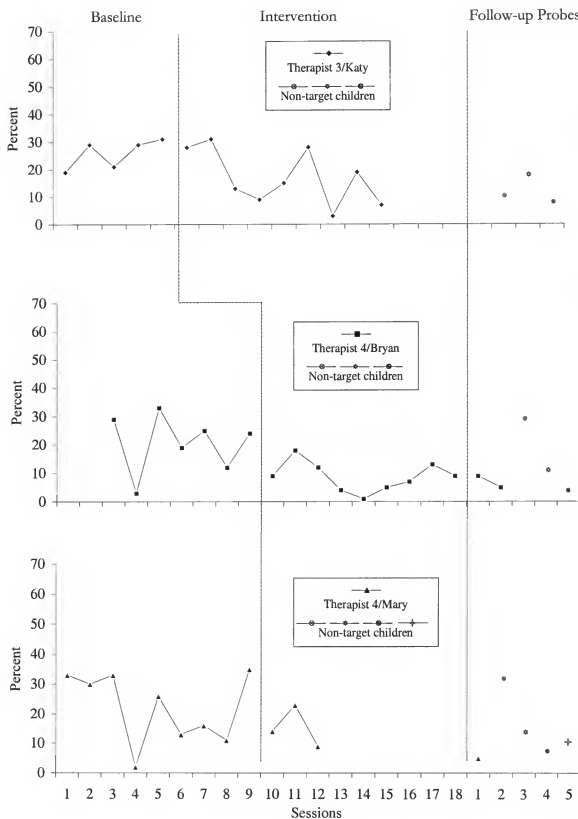 Baseline Intervention Follow-up Probes
70
60
50
40
30
20
10
0
Percent
Therapist 3/Katy
Non-target children
70
60
50
40
30
20
10
0
Percent
Therapist 4/Bryan
Non-target children
70
60
50
40
30
20
10
0
Percent
Therapist 4/Mary
Non-target children
1 2 3 4 5 6 7 8 9 10 11 12 13 14 15 16 17 18 1 2 3 4 5
Sessions